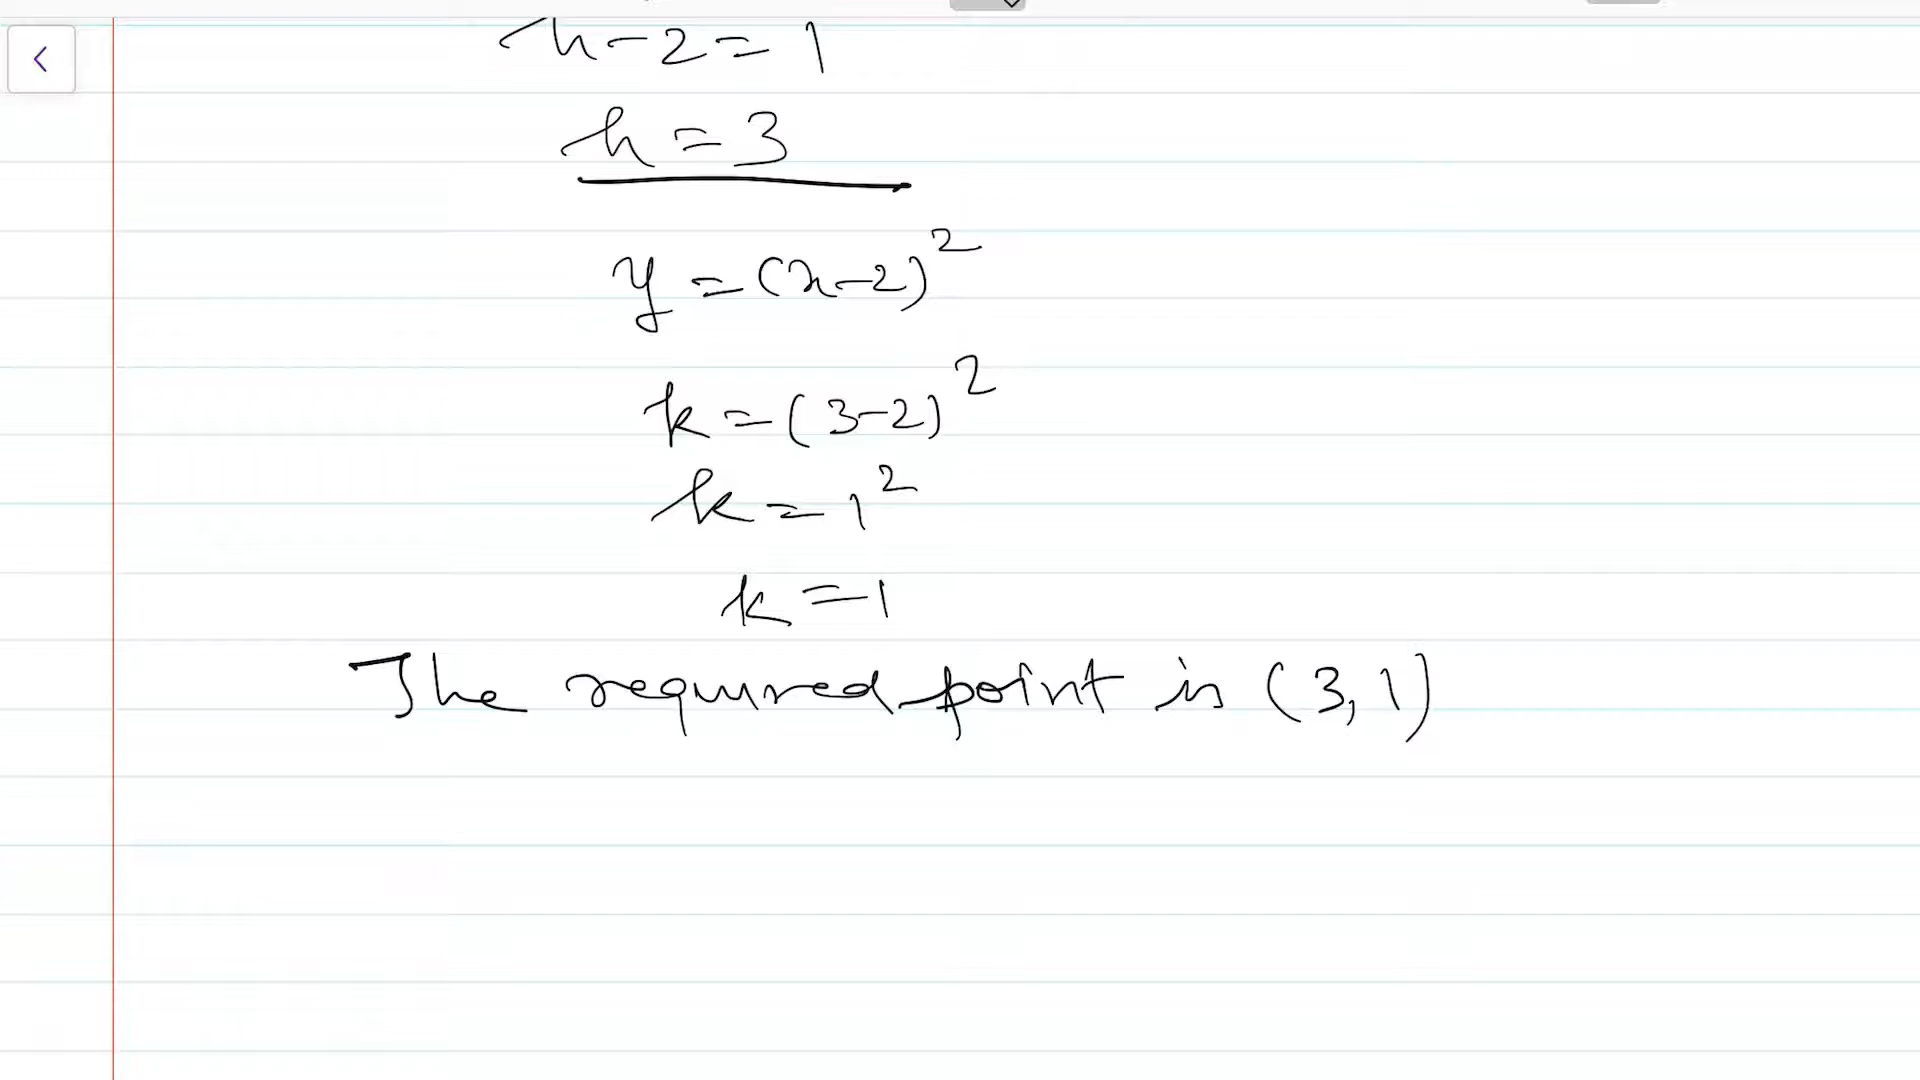 h-2=1
h=3
y=(x-2)²
k=(3-2)²
k=1²
k=1
The required point is (3,1)